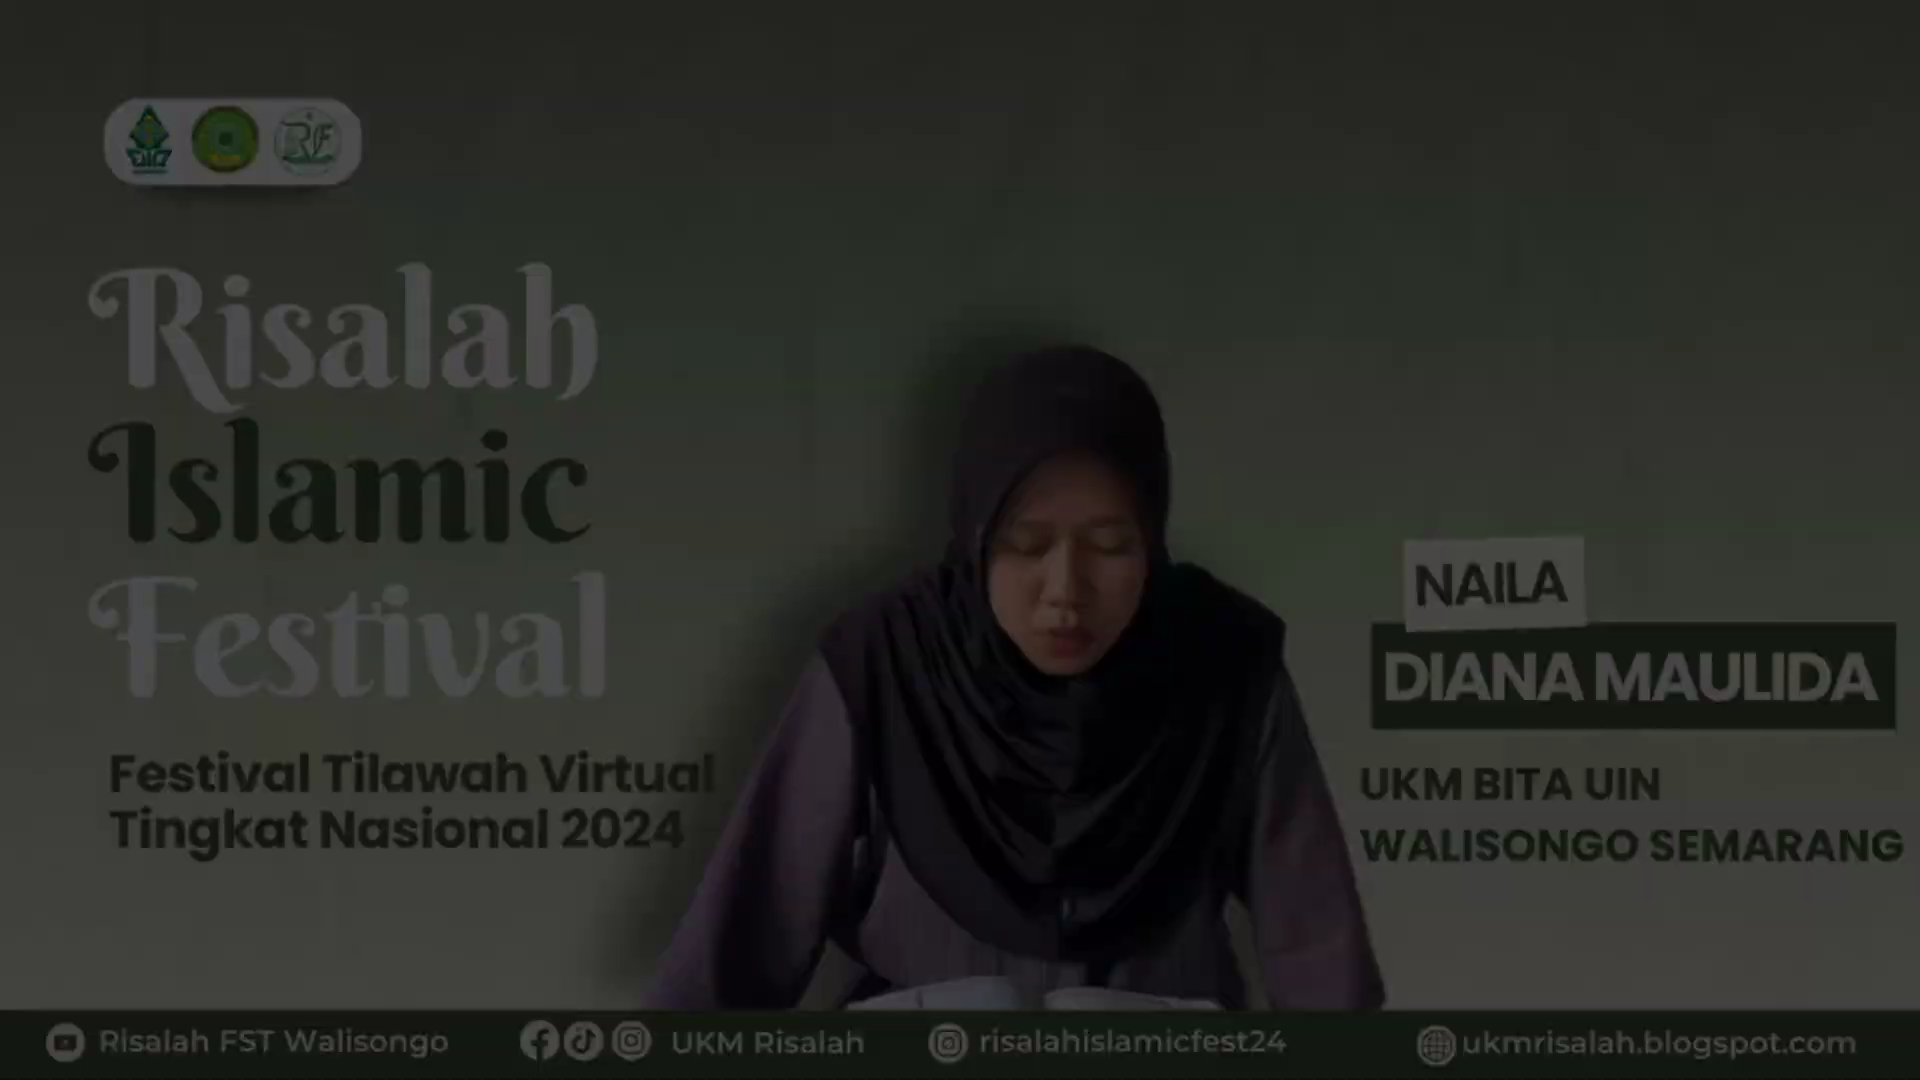 Risalah
Islamic
Festival
Festival Tilawah Virtual
Tingkat Nasional 2024
NAILA
DIANA MAULIDA
UKM BITA UIN
WALISONGO SEMARANG
Risalah FST Walisongo
UKM Risalah
risalahislamicfest24
ukmrisalah.blogspot.com